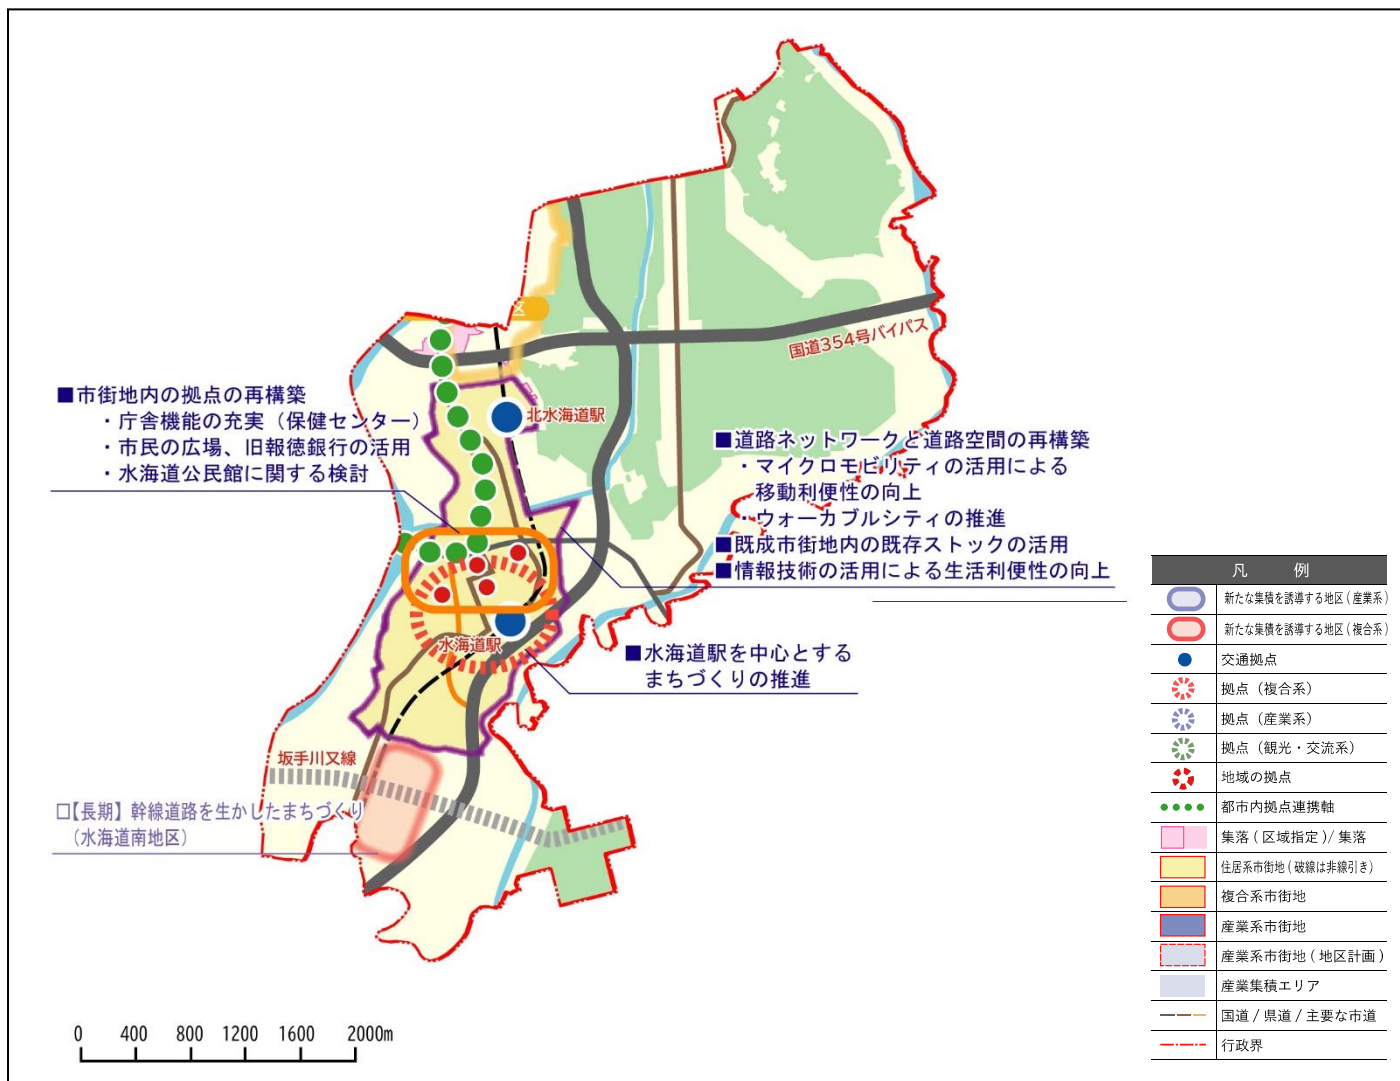 区
国道354号バイパス
■市街地内の拠点の再構築
・庁舎機能の充実（保健センター）
・市民の広場、旧報徳銀行の活用
・水海道公民館に関する検討
北水海道駅
■道路ネットワークと道路空間の再構築
・マイクロモビリティの活用による
移動利便性の向上
・ウォーカブルシティの推進
■既成市街地内の既存ストックの活用
■情報技術の活用による生活利便性の向上
水海道駅
■水海道駅を中心とする
まちづくりの推進
坂手川又線
□【長期】幹線道路を生かしたまちづくり
（水海道南地区）
0 400 800 1200 1600 2000m
凡 例
新たな集積を誘導する地区(産業系)
新たな集積を誘導する地区(複合系)
交通拠点
拠点（複合系）
拠点（産業系）
拠点（観光・交流系）
地域の拠点
都市内拠点連携軸
集落(区域指定)/集落
住居系市街地(破線は非線引き)
複合系市街地
産業系市街地
産業系市街地(地区計画)
産業集積エリア
国道/県道/主要な市道
行政界